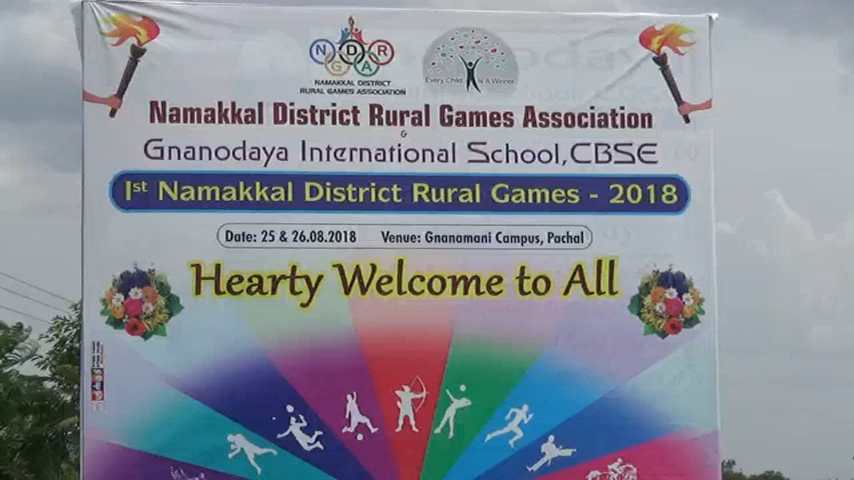 N D R
G A
NAMAKKAL DISTRICT
RURAL GAMES ASSOCIATION
Every Child Is A Winner
Namakkal District Rural Games Association
&
Gnanodaya International School,CBSE
1st Namakkal District Rural Games - 2018
Date: 25 & 26.08.2018 Venue: Gnanamani Campus, Pachal
Hearty Welcome to All